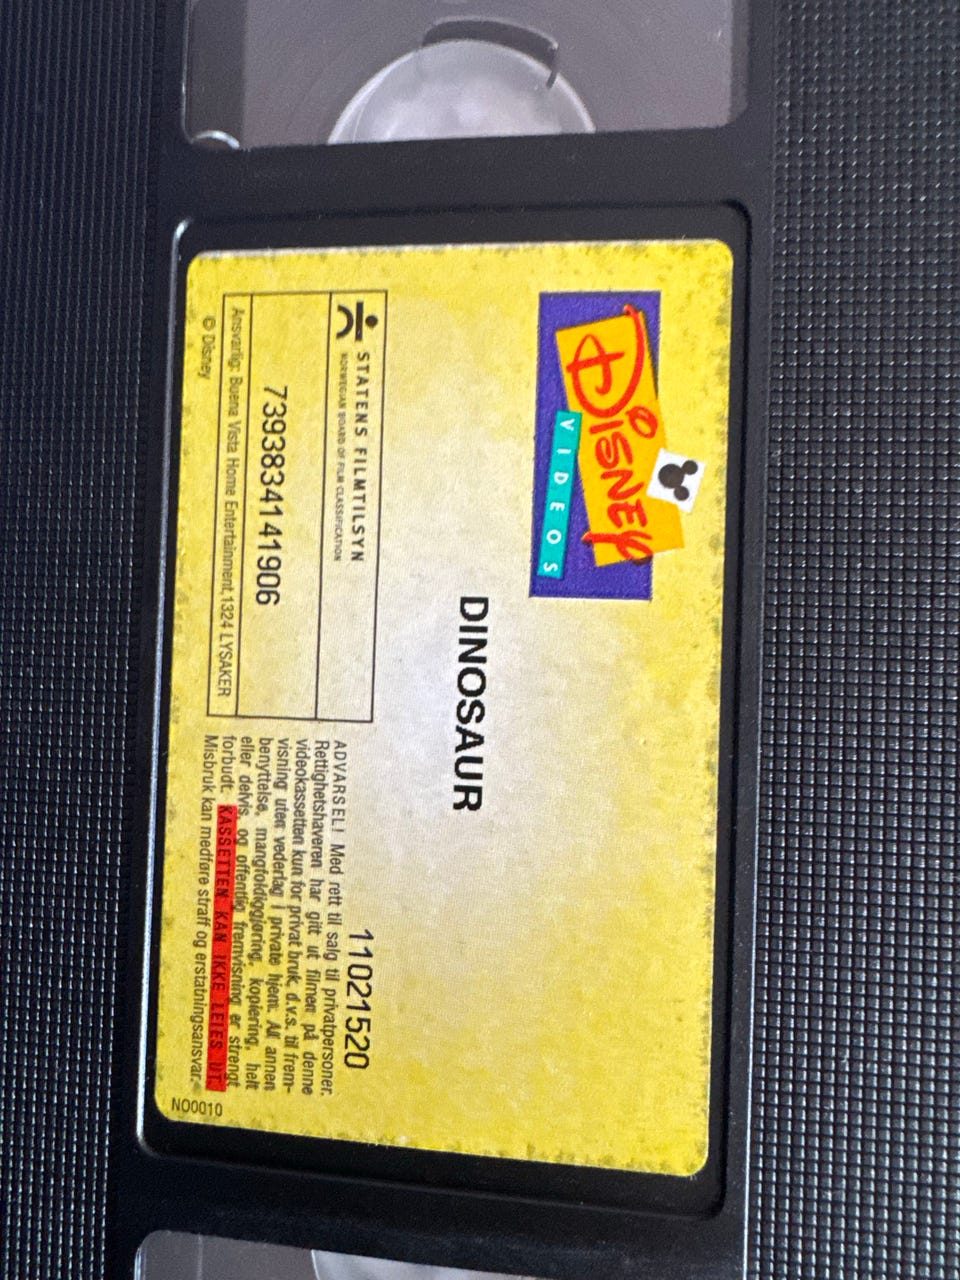 DISNEY
VIDEOS
DINOSAUR
STATENS FILMTILSYN
NORWEGIAN BOARD OF FILM CLASSIFICATION
7393834141906
Ansvarlig: Buena Vista Home Entertainment, 1324 LYSAKER
© Disney
11021520
ADVARSEL! Med rett til salg til privatpersoner.
Rettighetshaveren har gitt ut filmen på denne
videokassetten kun for privat bruk, d.v.s. til frem-
visning uten vederlag i private hjem. All annen
benyttelse, mangfoldiggjøring, kopiering, helt
eller delvis, og offentlig fremvisning er strengt
forbudt. KASSETTEN KAN IKKE LEIES UT.
Misbruk kan medføre straff og erstatningsansvar.
NO0010